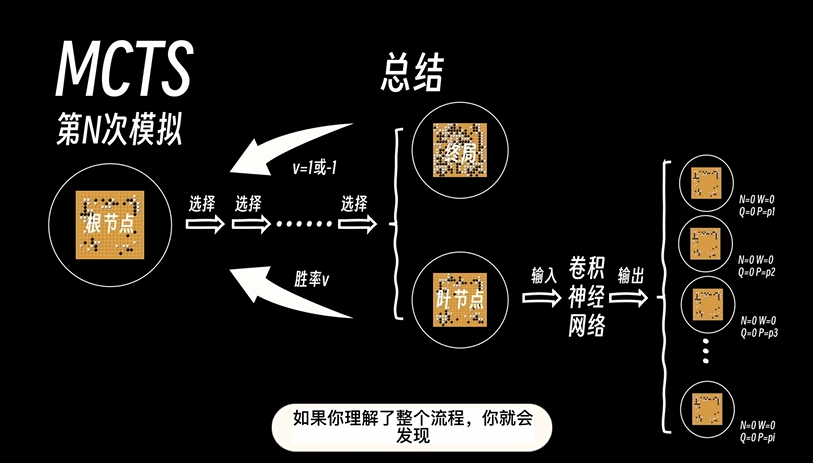 MCTS
第N次模拟
总结
根节点
选择
选择
......
选择
v=1或-1
胜率v
终局
叶节点
输入
卷积
神经
网络
输出
N=0 W=0
Q=0 P=p1
N=0 W=0
Q=0 P=p2
N=0 W=0
Q=0 P=p3
N=0 W=0
Q=0 P=pi
如果你理解了整个流程，你就会
发现